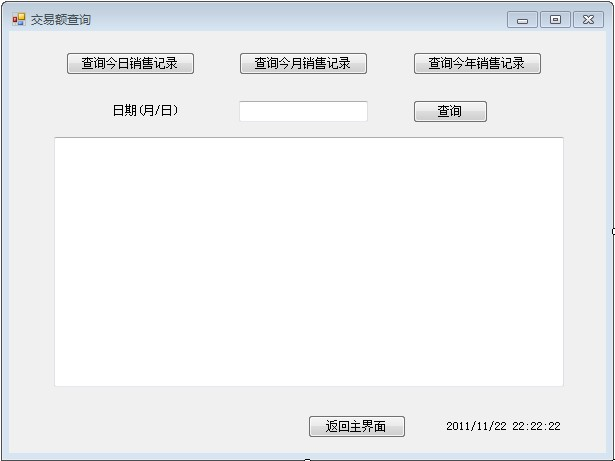 交易额查询
查询今日销售记录 查询今月销售记录 查询今年销售记录
日期(月/日) 查询
返回主界面 2011/11/22 22:22:22